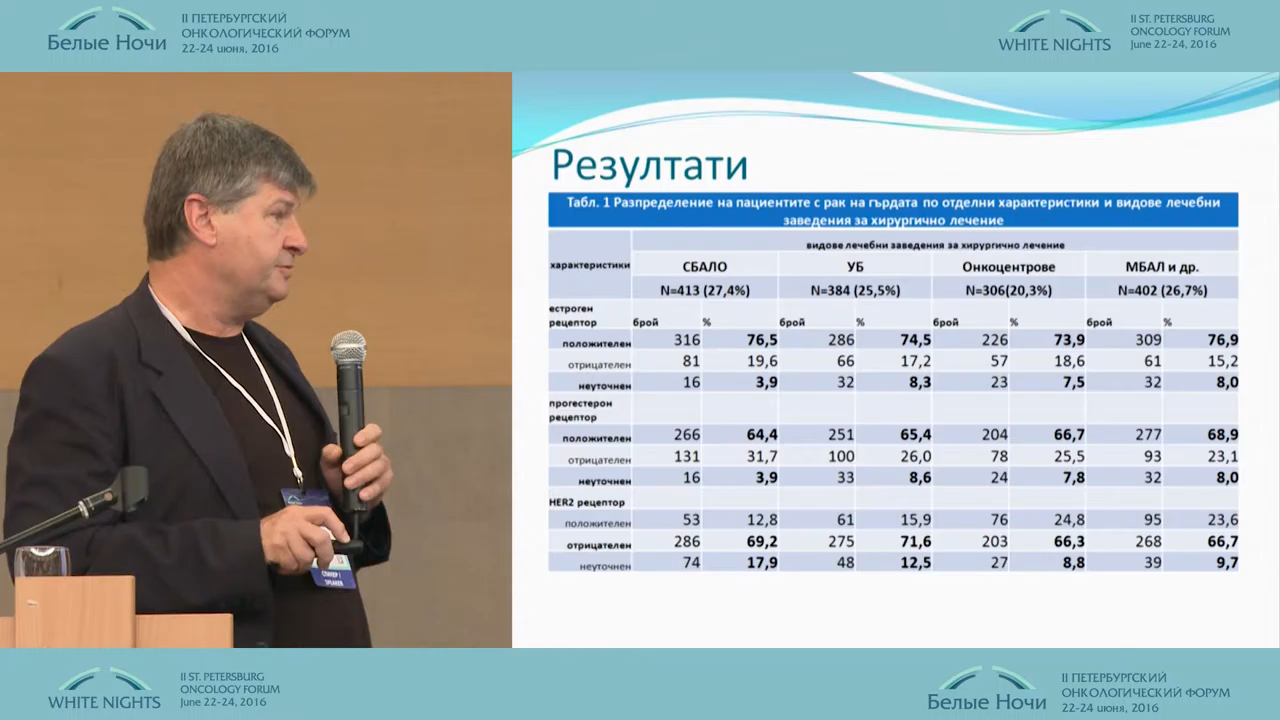 II ПЕТЕРБУРГСКИЙ
ОНКОЛОГИЧЕСКИЙ ФОРУМ
Белые Ночи
22-24 июня, 2016
II ST. PETERSBURG
ONCOLOGY FORUM
WHITE NIGHTS
June 22-24, 2016
Резултати
Табл. 1 Разпределение на пациентите с рак на гърдата по отделни характеристики и видове лечебни
заведения за хирургично лечение
характеристики
видове лечебни заведения за хирургично лечение
СБАЛО УБ Онкоцентрове МБАЛ и др.
N=413 (27,4%) N=384 (25,5%) N=306(20,3%) N=402 (26,7%)
естроген
рецептор брой % брой % брой % брой %
положителен 316 76,5 286 74,5 226 73,9 309 76,9
отрицателен 81 19,6 66 17,2 57 18,6 61 15,2
неуточнен 16 3,9 32 8,3 23 7,5 32 8,0
прогестерон
рецептор
положителен 266 64,4 251 65,4 204 66,7 277 68,9
отрицателен 131 31,7 100 26,0 78 25,5 93 23,1
неуточнен 16 3,9 33 8,6 24 7,8 32 8,0
HER2 рецептор
положителен 53 12,8 61 15,9 76 24,8 95 23,6
отрицателен 286 69,2 275 71,6 203 66,3 268 66,7
неуточнен 74 17,9 48 12,5 27 8,8 39 9,7
СПИКЕР |
SPEAKER
II ST. PETERSBURG
ONCOLOGY FORUM
WHITE NIGHTS
June 22-24, 2016
II ПЕТЕРБУРГСКИЙ
ОНКОЛОГИЧЕСКИЙ ФОРУМ
Белые Ночи
22-24 июня, 2016